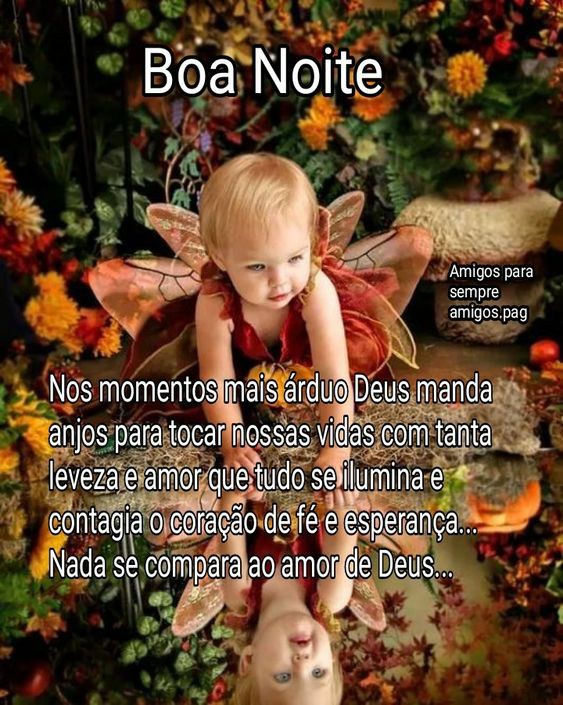 Boa Noite
Amigos para
sempre
amigos.pag
Nos momentos mais árduo Deus manda
anjos para tocar nossas vidas com tanta
leveza e amor que tudo se ilumina e
contagia o coração de fé e esperança...
Nada se compara ao amor de Deus...